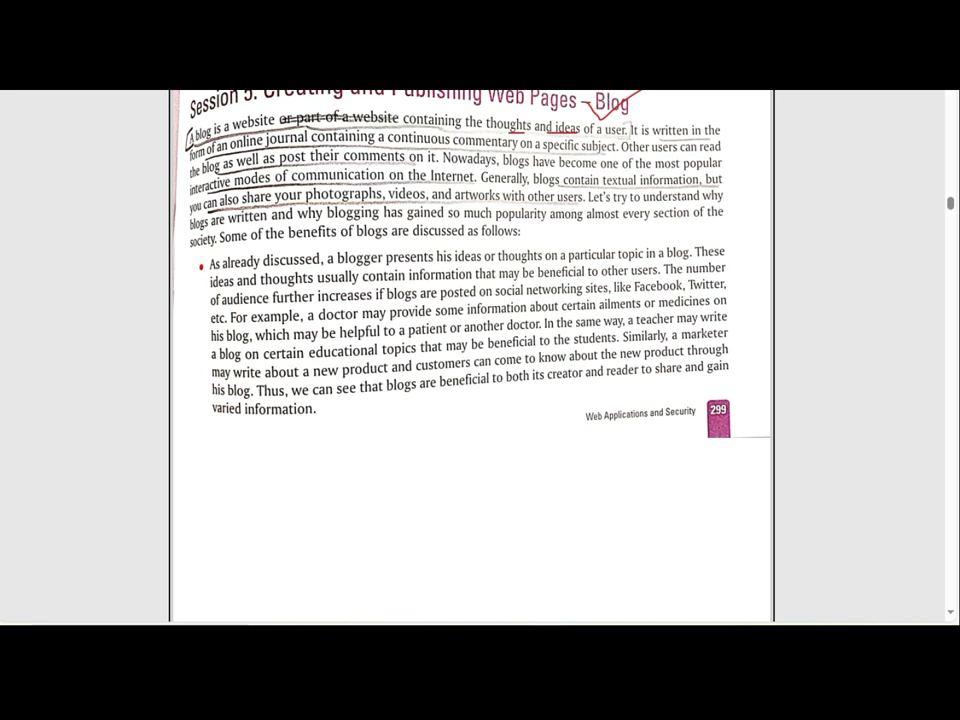 Session 5: Creating and Publishing Web Pages – Blog
A blog is a website or part of a website containing the thoughts and ideas of a user. It is written in the
form of an online journal containing a continuous commentary on a specific subject. Other users can read
the blog as well as post their comments on it. Nowadays, blogs have become one of the most popular
interactive modes of communication on the Internet. Generally, blogs contain textual information, but
you can also share your photographs, videos, and artworks with other users. Let's try to understand why
blogs are written and why blogging has gained so much popularity among almost every section of the
society. Some of the benefits of blogs are discussed as follows:
• As already discussed, a blogger presents his ideas or thoughts on a particular topic in a blog. These
ideas and thoughts usually contain information that may be beneficial to other users. The number
of audience further increases if blogs are posted on social networking sites, like Facebook, Twitter,
etc. For example, a doctor may provide some information about certain ailments or medicines on
his blog, which may be helpful to a patient or another doctor. In the same way, a teacher may write
a blog on certain educational topics that may be beneficial to the students. Similarly, a marketer
may write about a new product and customers can come to know about the new product through
his blog. Thus, we can see that blogs are beneficial to both its creator and reader to share and gain
varied information.
Web Applications and Security 299